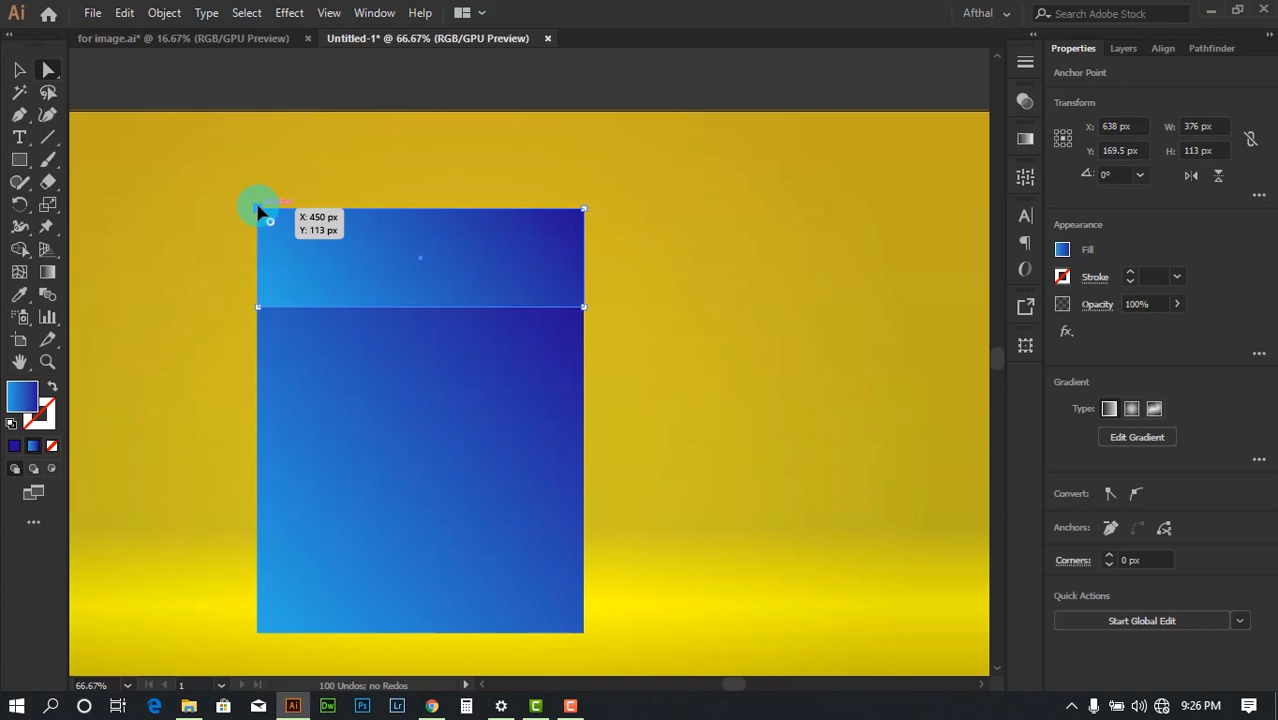 Ai
File
Edit
Object
Type
Select
Effect
View
Window
Help
Afthal
Search Adobe Stock
for image.ai* @ 16.67% (RGB/GPU Preview)
Untitled-1* @ 66.67% (RGB/GPU Preview)
Properties
Layers
Align
Pathfinder
Anchor Point
Transform
X: 638 px
W: 376 px
Y: 169.5 px
H: 113 px
0°
X: 450 px
Y: 113 px
Appearance
Fill
Stroke
Opacity
100%
fx.
Gradient
Type:
Edit Gradient
Convert:
Anchors:
Corners:
0 px
Quick Actions
Start Global Edit
66.67%
1
100 Undos; no Redos
Ai
Dw
Ps
Lr
9:26 PM